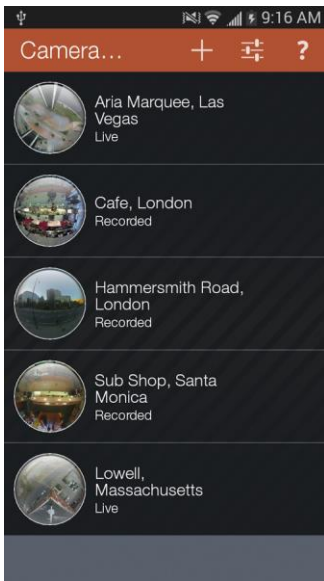 9:16 AM
Camera... + ?
Aria Marquee, Las
Vegas
Live
Cafe, London
Recorded
Hammersmith Road,
London
Recorded
Sub Shop, Santa
Monica
Recorded
Lowell,
Massachusetts
Live